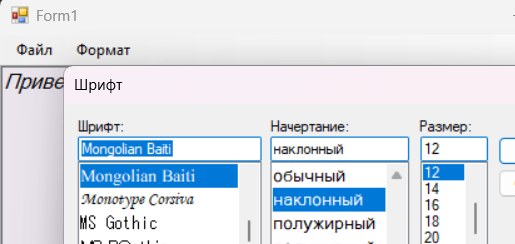 Form1
Файл Формат
Приве
Шрифт
Шрифт: Начертание: Размер:
Mongolian Baiti наклонный 12
Mongolian Baiti обычный 12
Monotype Corsiva наклонный 14
MS Gothic полужирный 16
18
20